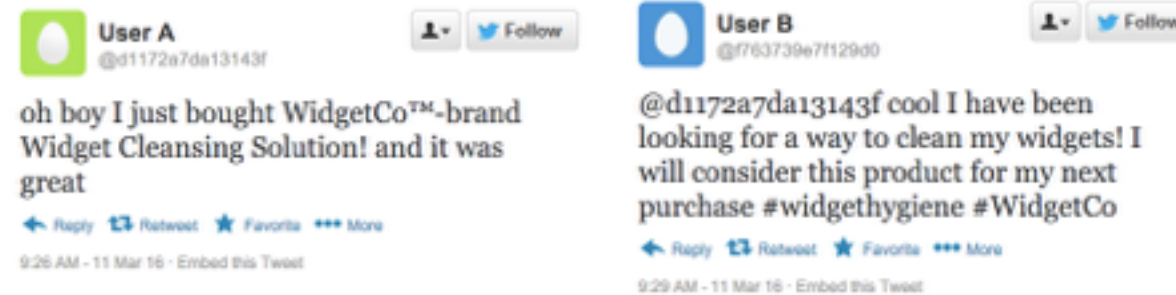 User A
Follow
@d1172a7da13143f
oh boy I just bought WidgetCo™-brand
Widget Cleansing Solution! and it was
great
Reply Retweet Favorite More
9:26 AM - 11 Mar 16 · Embed this Tweet
User B
Follow
@f763739e7f129d0
@d1172a7da13143f cool I have been
looking for a way to clean my widgets! I
will consider this product for my next
purchase #widgethygiene #WidgetCo
Reply Retweet Favorite More
9:29 AM - 11 Mar 16 · Embed this Tweet